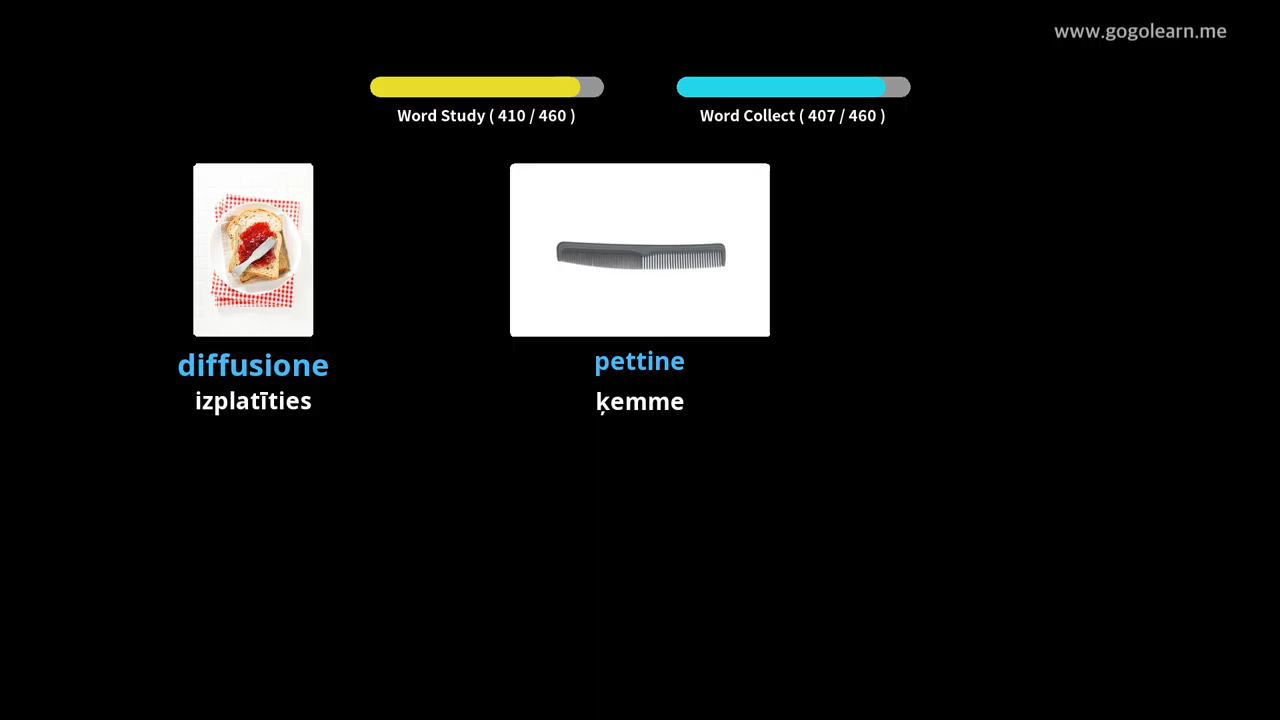 www.gogolearn.me
Word Study ( 410 / 460 )
Word Collect ( 407 / 460 )
diffusione
izplatīties
pettine
ķemme